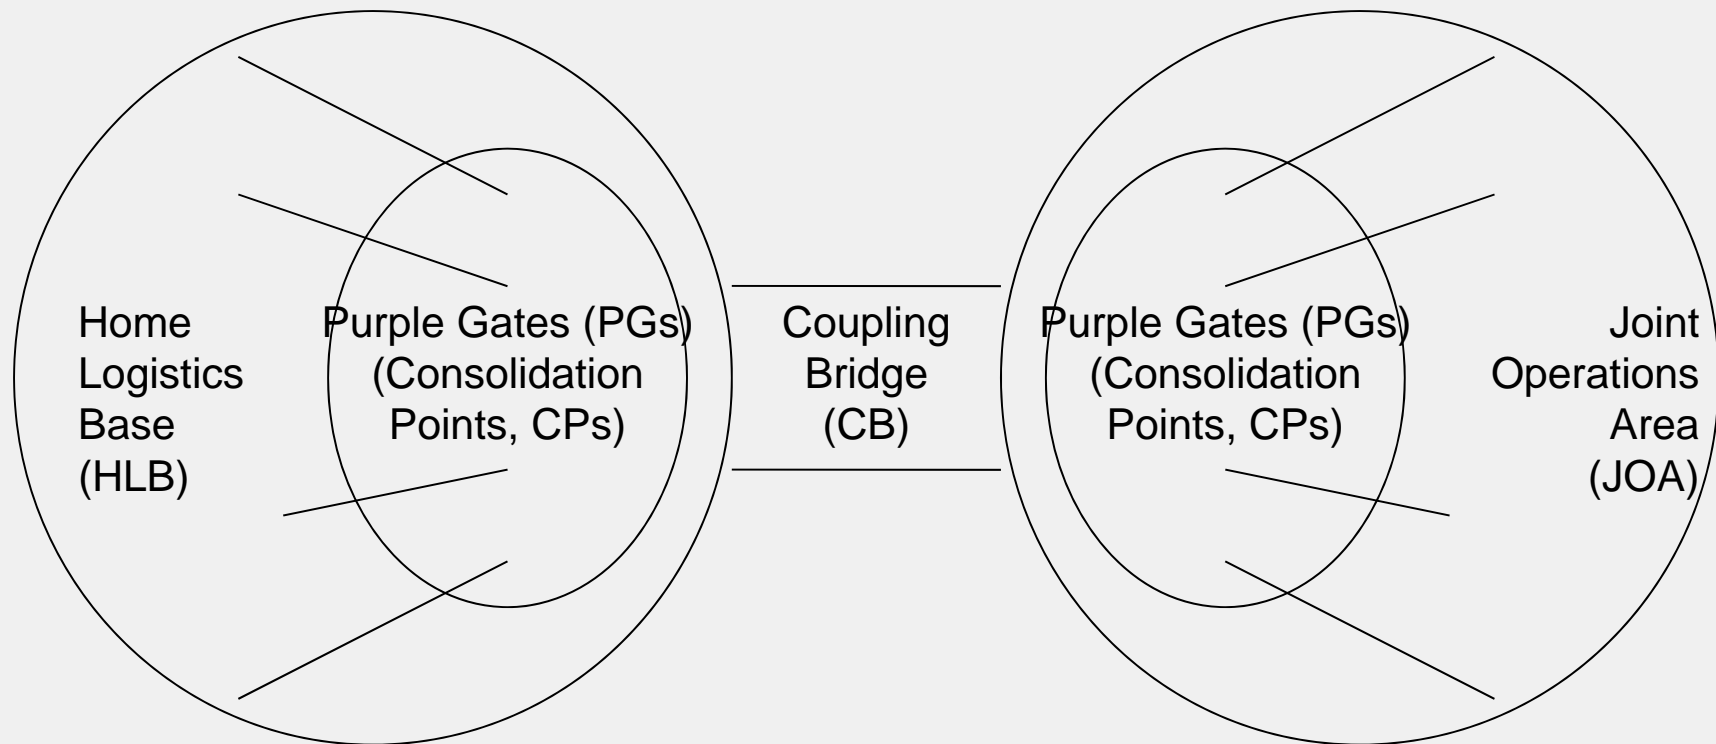 Home
Logistics
Base
(HLB)
Purple Gates (PGs)
(Consolidation
Points, CPs)
Coupling
Bridge
(CB)
Purple Gates (PGs)
(Consolidation
Points, CPs)
Joint
Operations
Area
(JOA)